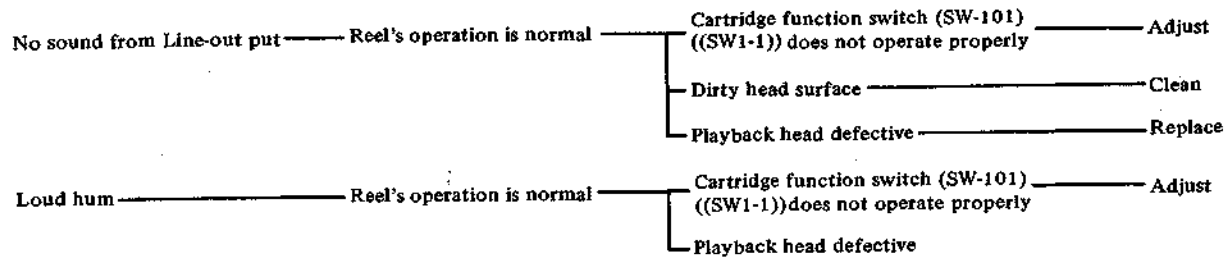 No sound from Line-out put Reel's operation is normal Cartridge function switch (SW-101) Adjust
((SW1-1)) does not operate properly
Dirty head surface Clean
Playback head defective Replace
Loud hum Reel's operation is normal Cartridge function switch (SW-101) Adjust
((SW1-1))does not operate properly
Playback head defective